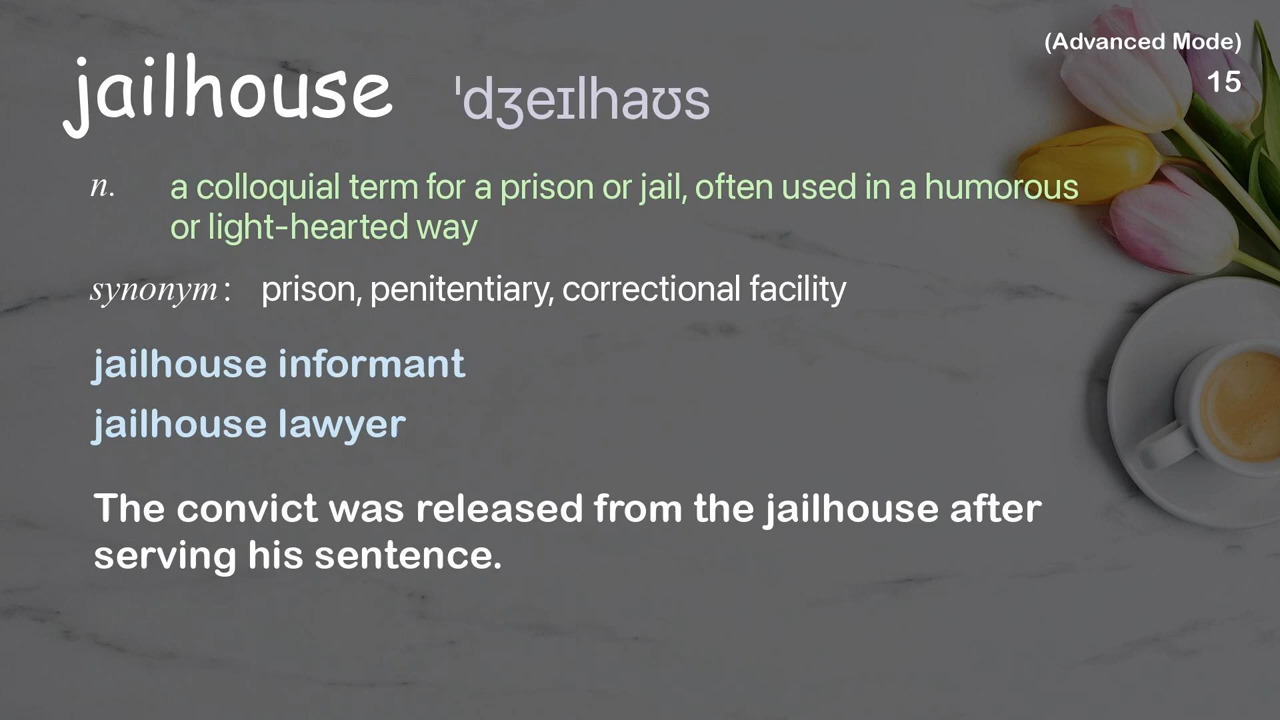 (Advanced Mode)
15
jailhouse ˈdʒeɪlhaʊs
n. a colloquial term for a prison or jail, often used in a humorous
or light-hearted way
synonym: prison, penitentiary, correctional facility
jailhouse informant
jailhouse lawyer
The convict was released from the jailhouse after
serving his sentence.